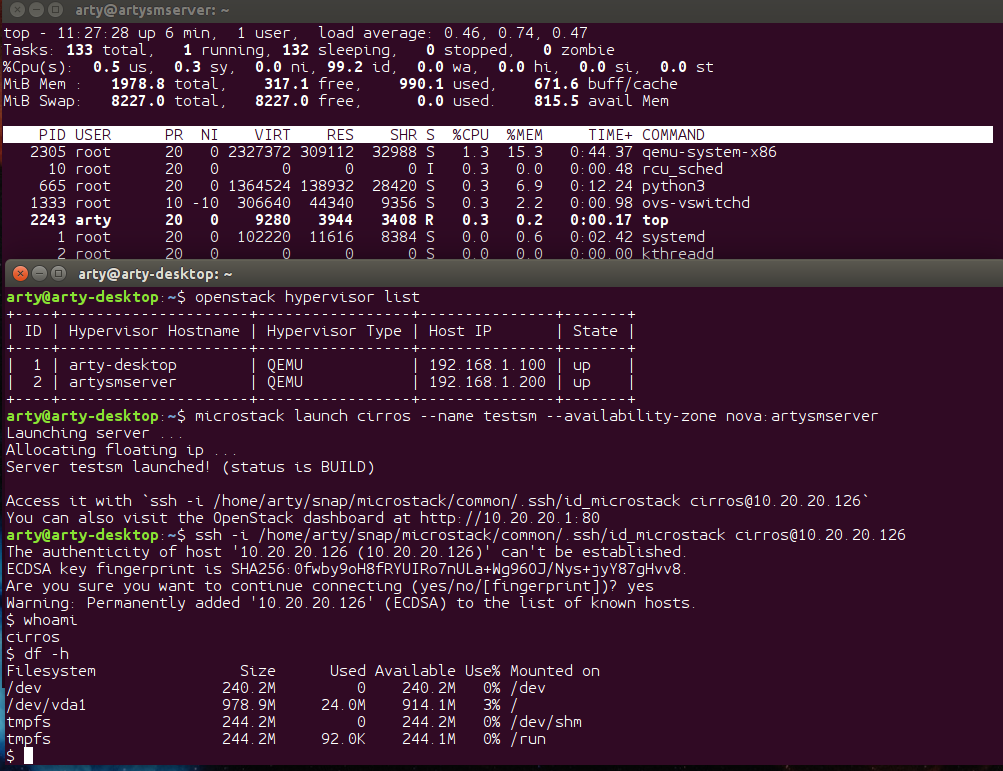 arty@artysmserver: ~
top - 11:27:28 up 6 min,  1 user,  load average: 0.46, 0.74, 0.47
Tasks: 133 total,   1 running, 132 sleeping,   0 stopped,   0 zombie
%Cpu(s):  0.5 us,  0.3 sy,  0.0 ni, 99.2 id,  0.0 wa,  0.0 hi,  0.0 si,  0.0 st
MiB Mem :   1978.8 total,    317.1 free,    990.1 used,    671.6 buff/cache
MiB Swap:   8227.0 total,   8227.0 free,      0.0 used.    815.5 avail Mem
PID USER      PR  NI    VIRT    RES    SHR S  %CPU  %MEM     TIME+ COMMAND
2305 root      20   0 2327372 309112  32988 S   1.3  15.3   0:44.37 qemu-system-x86
10 root      20   0       0      0      0 I   0.3   0.0   0:00.48 rcu_sched
665 root      20   0 1364524 138932  28420 S   0.3   6.9   0:12.24 python3
1333 root      10 -10  306640  44340   9356 S   0.3   2.2   0:00.98 ovs-vswitchd
2243 arty      20   0    9280   3944   3408 R   0.3   0.2   0:00.17 top
1 root      20   0  102220  11616   8384 S   0.0   0.6   0:02.42 systemd
2 root      20   0       0      0      0 S   0.0   0.0   0:00.00 kthreadd
arty@arty-desktop: ~
arty@arty-desktop:~$ openstack hypervisor list
+----+---------------------+-----------------+---------------+-------+
| ID | Hypervisor Hostname | Hypervisor Type | Host IP       | State |
+----+---------------------+-----------------+---------------+-------+
|  1 | arty-desktop        | QEMU            | 192.168.1.100 | up    |
|  2 | artysmserver        | QEMU            | 192.168.1.200 | up    |
+----+---------------------+-----------------+---------------+-------+
arty@arty-desktop:~$ microstack launch cirros --name testsm --availability-zone nova:artysmserver
Launching server ...
Allocating floating ip ...
Server testsm launched! (status is BUILD)
Access it with `ssh -i /home/arty/snap/microstack/common/.ssh/id_microstack cirros@10.20.20.126`
You can also visit the OpenStack dashboard at http://10.20.20.1:80
arty@arty-desktop:~$ ssh -i /home/arty/snap/microstack/common/.ssh/id_microstack cirros@10.20.20.126
The authenticity of host '10.20.20.126 (10.20.20.126)' can't be established.
ECDSA key fingerprint is SHA256:0fwby9oH8fRYUIRo7nULa+Wg96OJ/Nys+jyY87gHvv8.
Are you sure you want to continue connecting (yes/no/[fingerprint])? yes
Warning: Permanently added '10.20.20.126' (ECDSA) to the list of known hosts.
$ whoami
cirros
$ df -h
Filesystem                Size      Used Available Use% Mounted on
/dev                    240.2M         0    240.2M   0% /dev
/dev/vda1               978.9M     24.0M    914.1M   3% /
tmpfs                   244.2M         0    244.2M   0% /dev/shm
tmpfs                   244.2M     92.0K    244.1M   0% /run
$